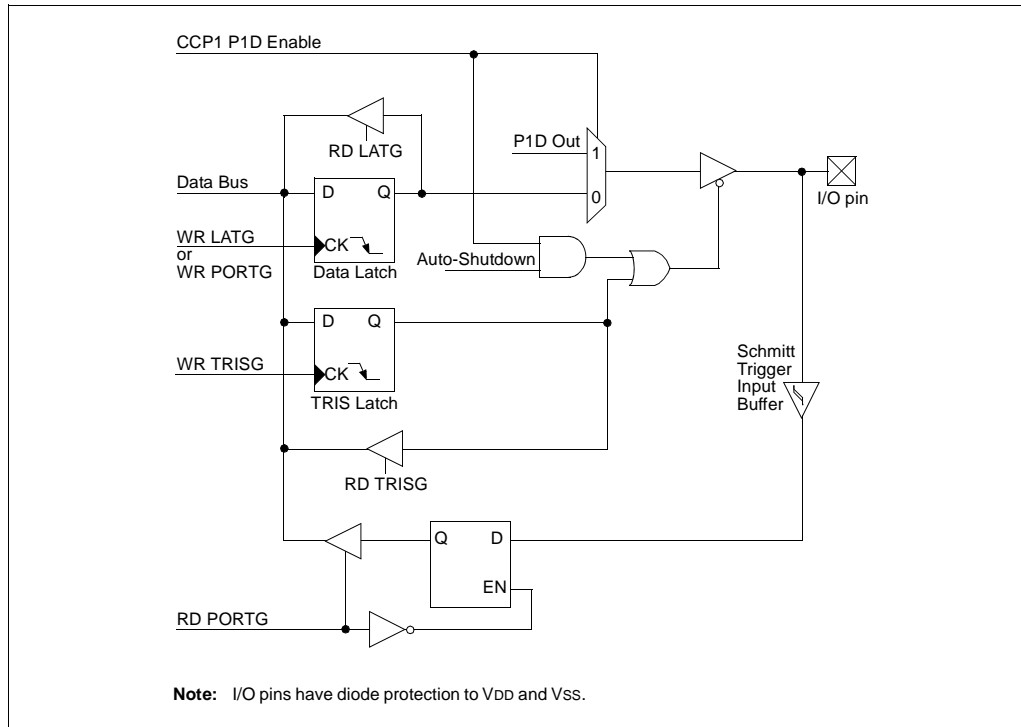 CCP1 P1D Enable
RD LATG
P1D Out
1
0
I/O pin
Data Bus
D
Q
CK
Data Latch
WR LATG
or
WR PORTG
Auto-Shutdown
D
Q
CK
TRIS Latch
WR TRISG
Schmitt
Trigger
Input
Buffer
RD TRISG
Q
D
EN
RD PORTG
Note: I/O pins have diode protection to VDD and VSS.